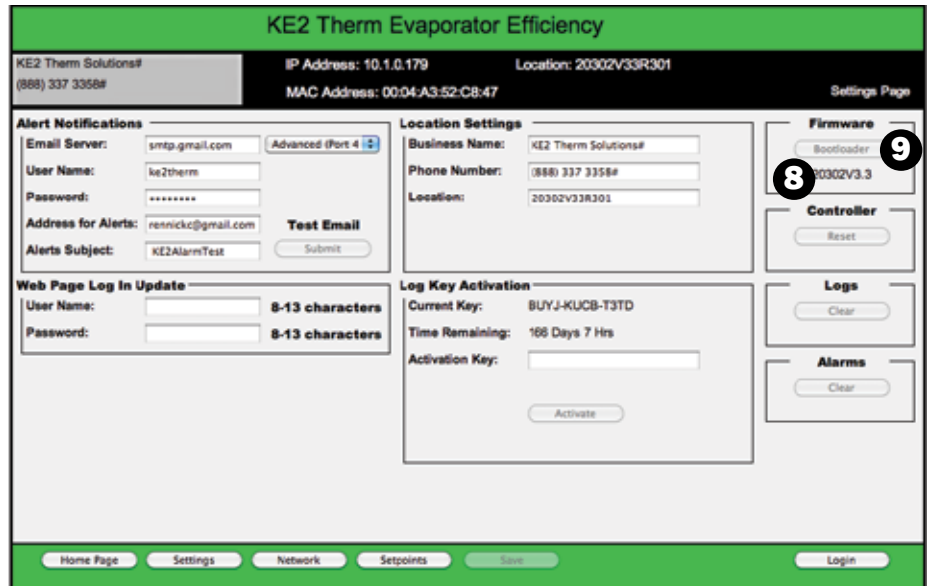 KE2 Therm Evaporator Efficiency
KE2 Therm Solutions#
(888) 337 3358#
IP Address: 10.1.0.179
Location: 20302V33R301
MAC Address: 00:04:A3:52:C8:47
Settings Page
Alert Notifications
Email Server: smtp.gmail.com Advanced (Port 4
User Name: ke2therm
Password: ••••••••
Address for Alerts: rennickc@gmail.com Test Email
Alerts Subject: KE2AlarmTest Submit
Location Settings
Business Name: KE2 Therm Solutions#
Phone Number: (888) 337 3358#
Location: 20302V33R301
Firmware
Bootloader 9
8 20302V3.3
Controller
Reset
Web Page Log In Update
User Name: 8-13 characters
Password: 8-13 characters
Log Key Activation
Current Key: BUYJ-KUCB-T3TD
Time Remaining: 166 Days 7 Hrs
Activation Key:
Activate
Logs
Clear
Alarms
Clear
Home Page Settings Network Setpoints Save Login